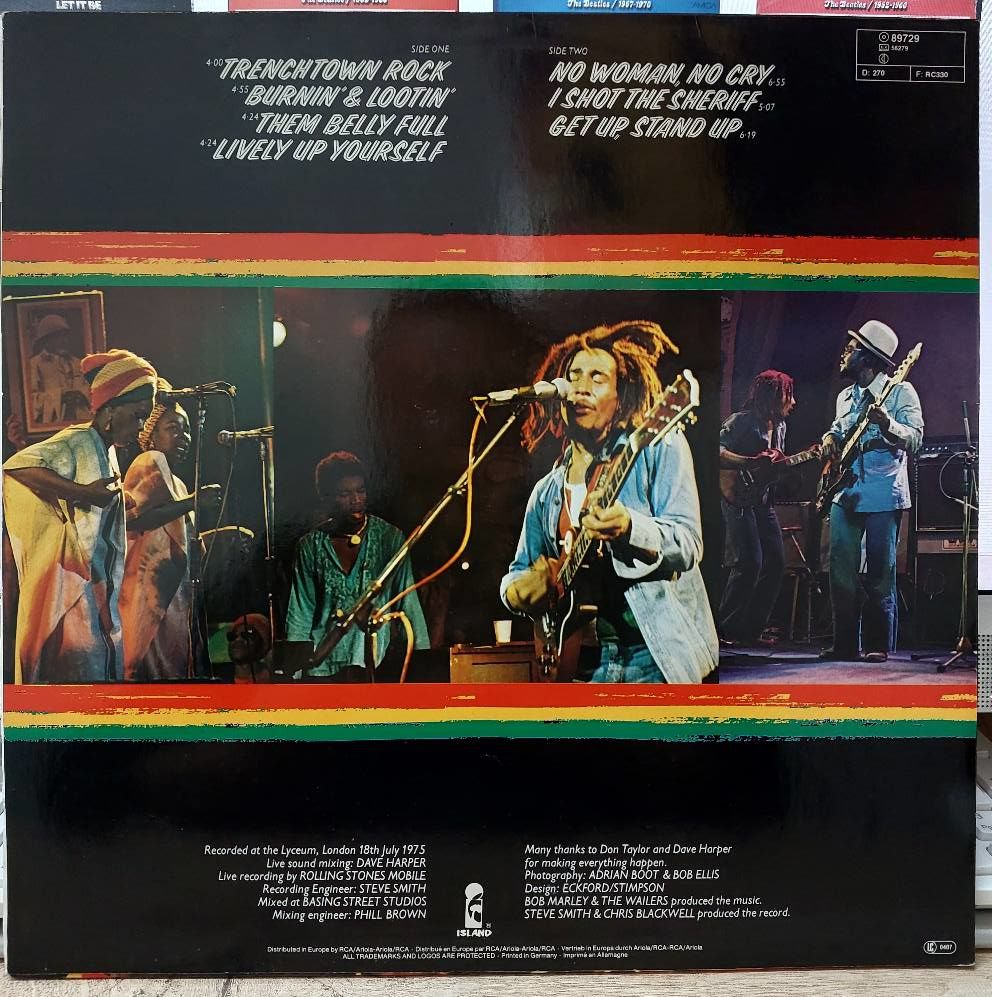 LET IT BE
The Beatles / 1967-1970
The Beatles / 1962-1966
SIDE ONE
4·00 TRENCHTOWN ROCK
4·55 BURNIN' & LOOTIN'
4·24 THEM BELLY FULL
4·24 LIVELY UP YOURSELF
SIDE TWO
NO WOMAN, NO CRY 6·55
I SHOT THE SHERIFF 5·07
GET UP, STAND UP 6·19
89729
56279
D: 270 F: RC330
Recorded at the Lyceum, London 18th July 1975
Live sound mixing: DAVE HARPER
Live recording by ROLLING STONES MOBILE
Recording Engineer: STEVE SMITH
Mixed at BASING STREET STUDIOS
Mixing engineer: PHILL BROWN
ISLAND
Many thanks to Don Taylor and Dave Harper
for making everything happen.
Photography: ADRIAN BOOT & BOB ELLIS
Design: ECKFORD/STIMPSON
BOB MARLEY & THE WAILERS produced the music.
STEVE SMITH & CHRIS BLACKWELL produced the record.
Distributed in Europe by RCA/Ariola-Ariola/RCA · Distribué en Europe par RCA/Ariola-Ariola/RCA · Vertrieb in Europa durch Ariola/RCA-RCA/Ariola
ALL TRADEMARKS AND LOGOS ARE PROTECTED · Printed in Germany · Imprimé en Allemagne
LC 0407